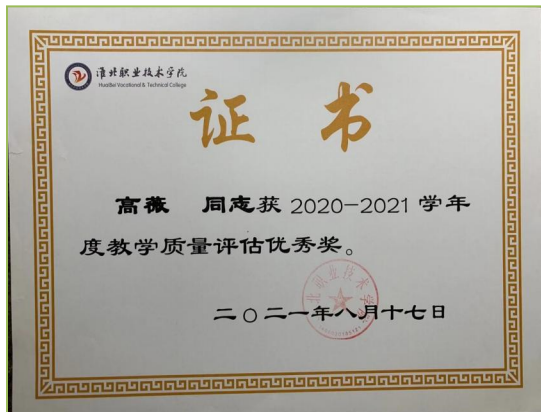 淮北职业技术学院
HuaiBei Vocational & Technical College
证书
高薇 同志获 2020-2021 学年
度教学质量评估优秀奖。
二〇二一年八月十七日